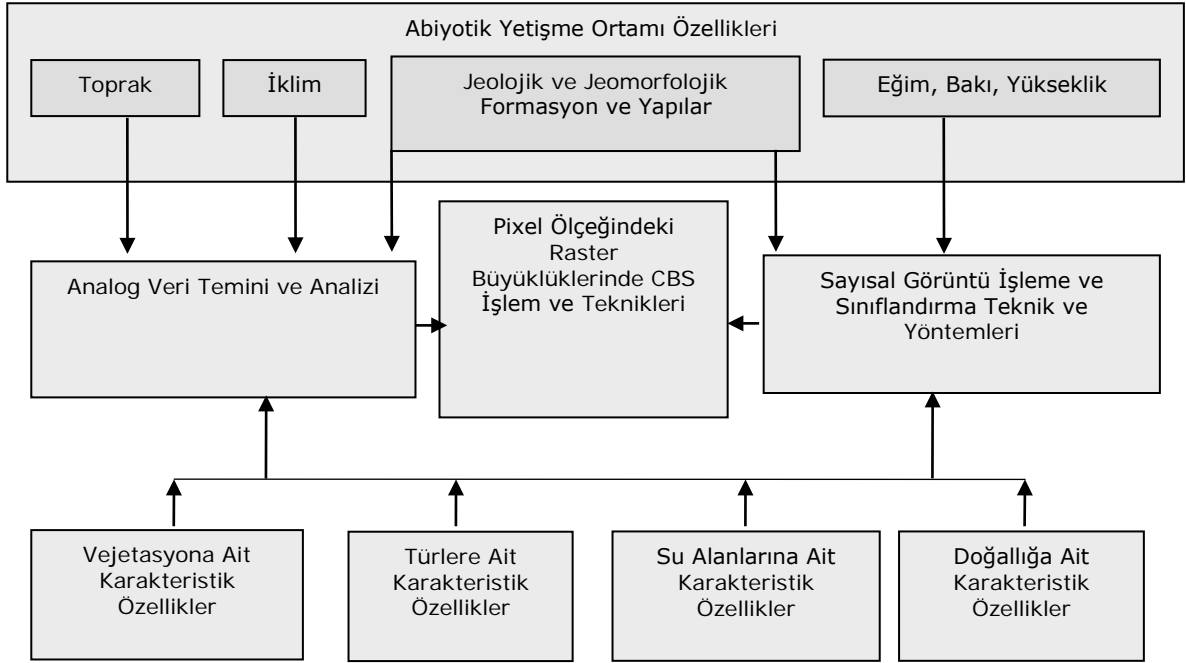 Abiyotik Yetişme Ortamı Özellikleri
Toprak
İklim
Jeolojik ve Jeomorfolojik
Formasyon ve Yapılar
Eğim, Bakı, Yükseklik
Analog Veri Temini ve Analizi
Pixel Ölçeğindeki
Raster
Büyüklüklerinde CBS
İşlem ve Teknikleri
Sayısal Görüntü İşleme ve
Sınıflandırma Teknik ve
Yöntemleri
Vejetasyona Ait
Karakteristik
Özellikler
Türlere Ait
Karakteristik
Özellikler
Su Alanlarına Ait
Karakteristik
Özellikler
Doğallığa Ait
Karakteristik
Özellikler